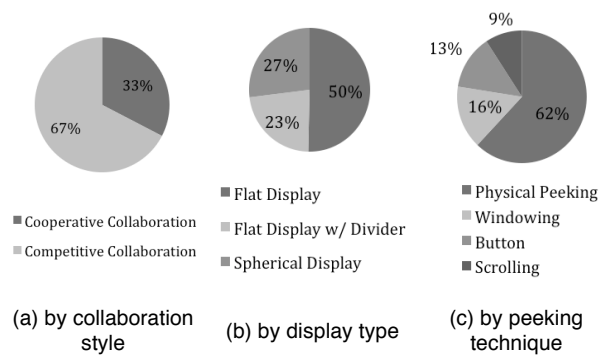 33%
67%
Cooperative Collaboration
Competitive Collaboration
(a) by collaboration
style
27%
50%
23%
Flat Display
Flat Display w/ Divider
Spherical Display
(b) by display type
9%
13%
16%
62%
Physical Peeking
Windowing
Button
Scrolling
(c) by peeking
technique